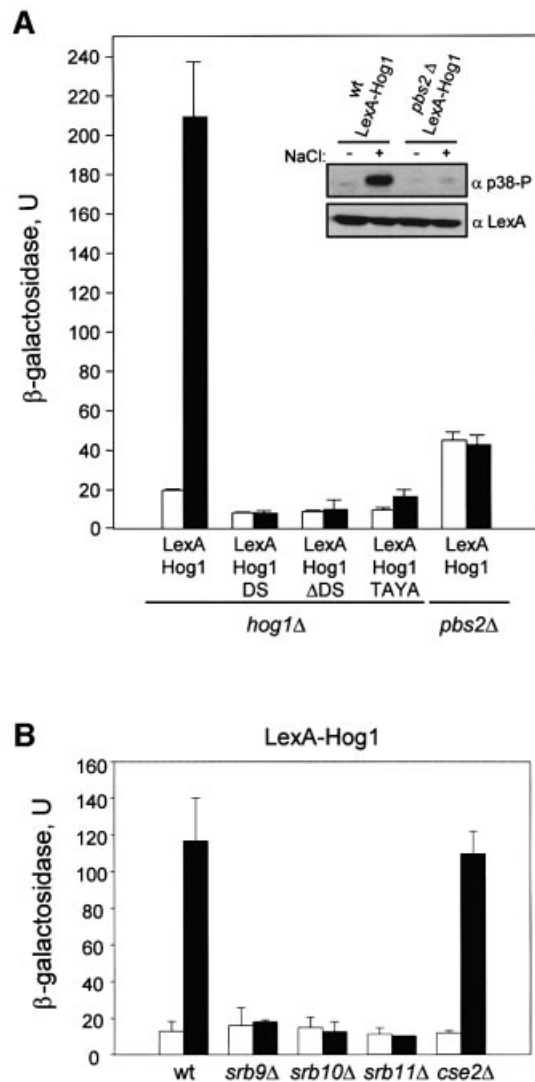 A
β-galactosidase, U
240
220
200
180
160
140
120
100
80
60
40
20
0
wt
LexA-Hog1
pbs2Δ
LexA-Hog1
NaCl: - + - +
α p38-P
α LexA
LexA LexA LexA LexA LexA
Hog1 Hog1 Hog1 Hog1 Hog1
DS ΔDS TAYA
hog1Δ pbs2Δ
B
LexA-Hog1
β-galactosidase, U
160
140
120
100
80
60
40
20
0
wt srb9Δ srb10Δ srb11Δ cse2Δ